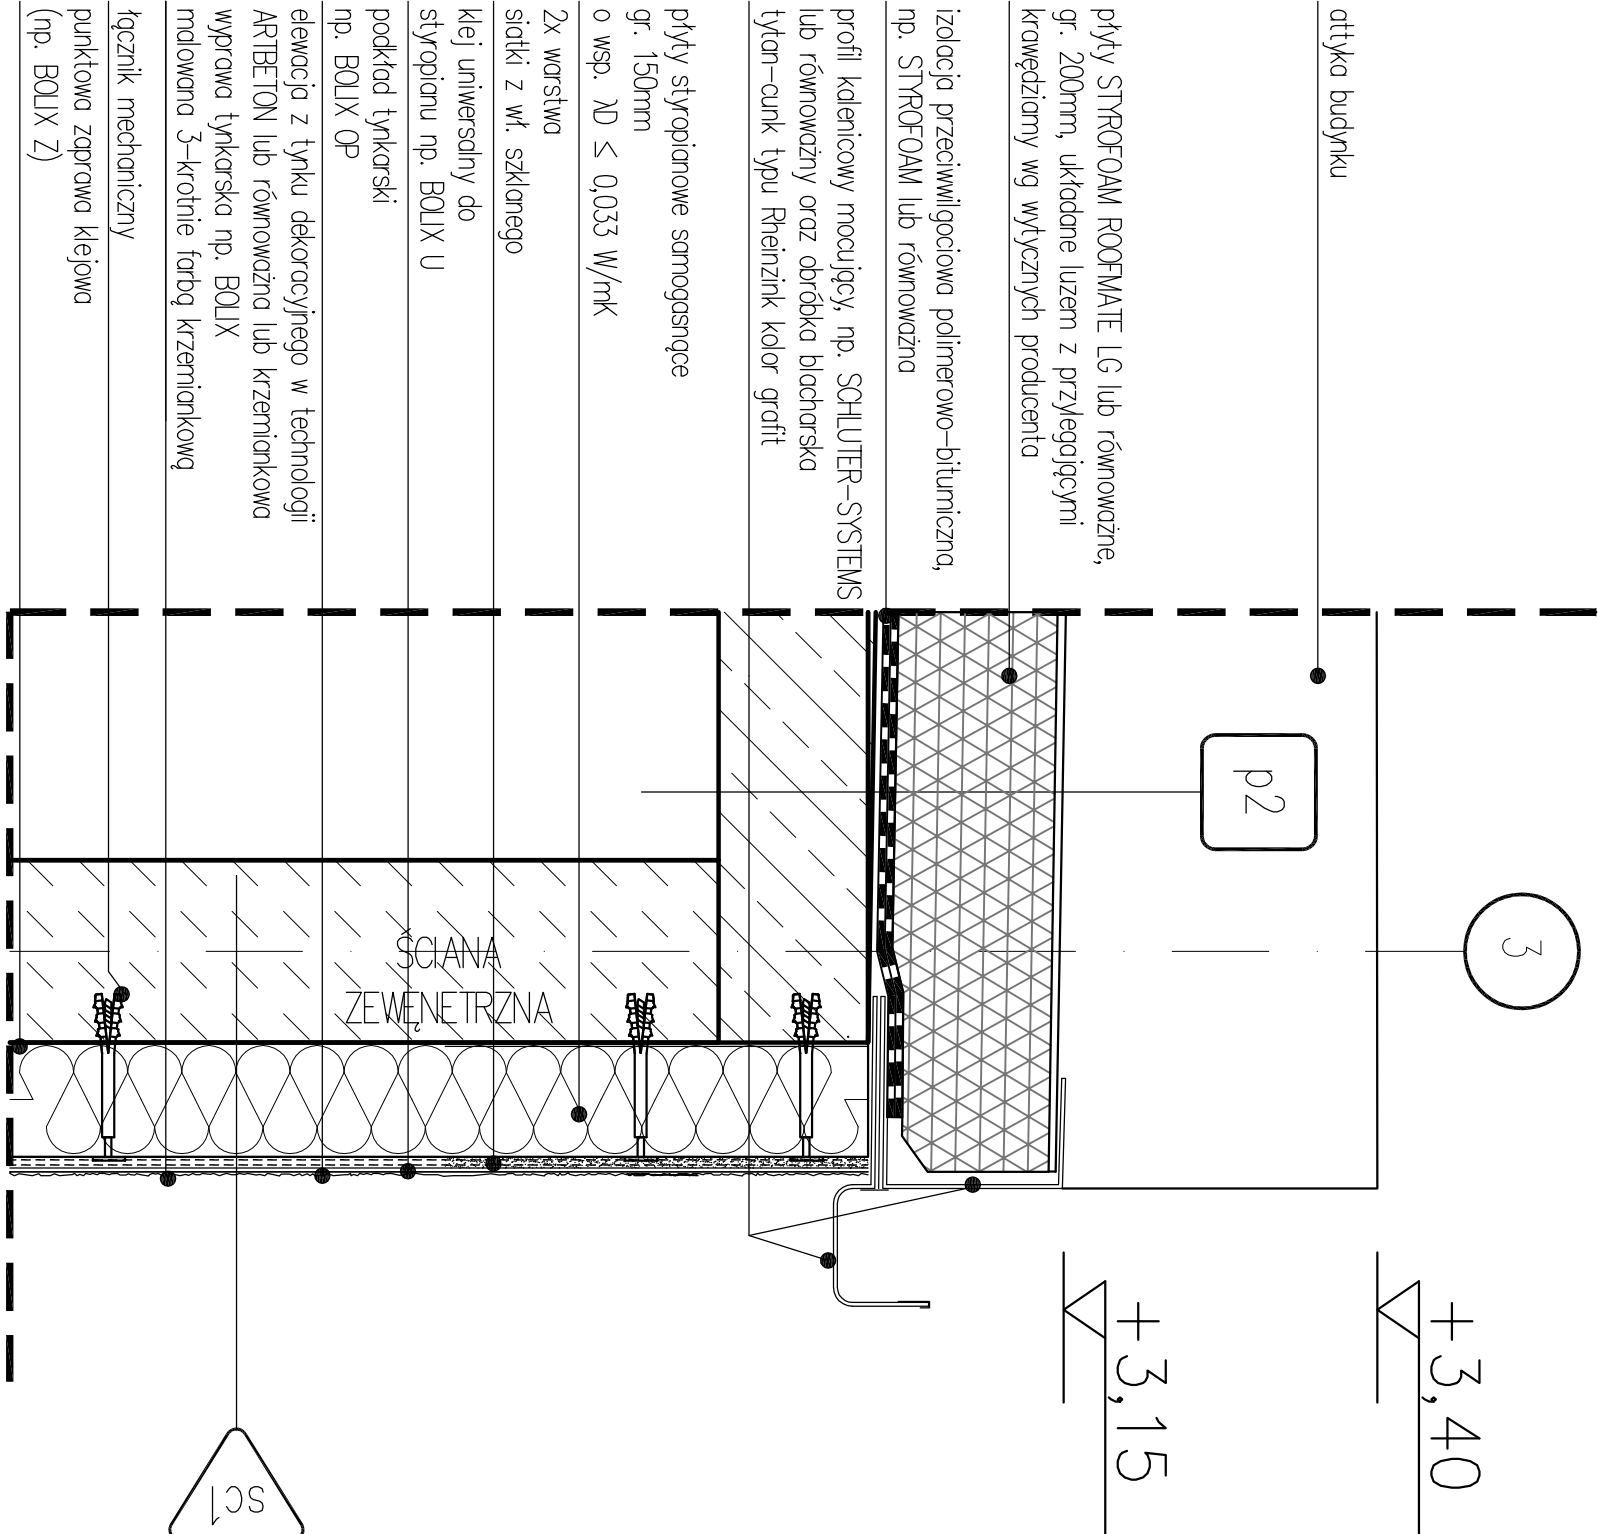 attyka budynku
płyty STYROFOAM ROOFMATE LG lub równoważne,
gr. 200mm, układane luzem z przylegającymi
krawędziamy wg wytycznych producenta
izolacja przeciwwilgociowa polimerowo-bitumiczna,
np. STYROFOAM lub równoważna
profil kalenicowy mocujący, np. SCHLUTER-SYSTEMS
lub równoważny oraz obróbka blacharska
tytan-cunk typu Rheinzink kolor grafit
płyty styropianowe samogasnące
gr. 150mm
o wsp. λD ≤ 0,033 W/mK
2x warstwa
siatki z wł. szklanego
klej uniwersalny do
styropianu np. BOLIX U
podkład tynkarski
np. BOLIX OP
elewacja z tynku dekoracyjnego w technologii
ARTBETON lub równoważna lub krzemiankowa
wyprawa tynkarska np. BOLIX
malowana 3-krotnie farbą krzemiankową
łącznik mechaniczny
punktowa zaprawa klejowa
(np. BOLIX Z)
p2
3
ŚCIANA
ZEWĘNETRZNA
+3,40
+3,15
sc1